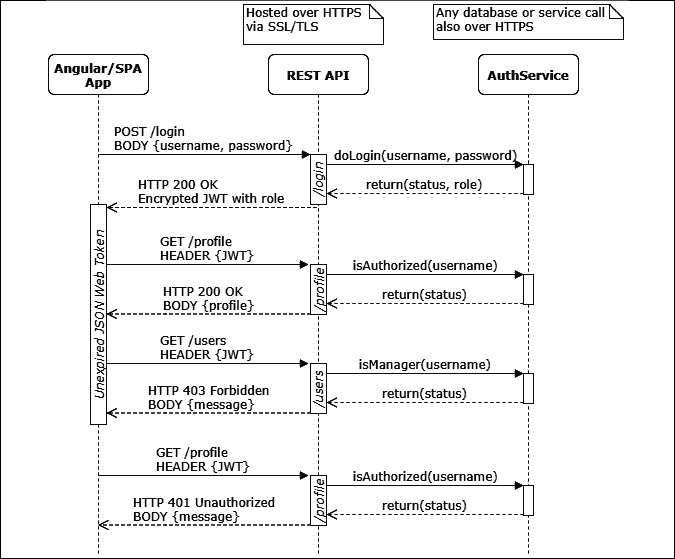 Hosted over HTTPS
via SSL/TLS
Any database or service call
also over HTTPS
Angular/SPA
App
REST API
AuthService
POST /login
BODY {username, password}
/login
doLogin(username, password)
return(status, role)
HTTP 200 OK
Encrypted JWT with role
Unexpired JSON Web Token
GET /profile
HEADER {JWT}
/profile
isAuthorized(username)
return(status)
HTTP 200 OK
BODY {profile}
GET /users
HEADER {JWT}
/users
isManager(username)
return(status)
HTTP 403 Forbidden
BODY {message}
GET /profile
HEADER {JWT}
/profile
isAuthorized(username)
return(status)
HTTP 401 Unauthorized
BODY {message}